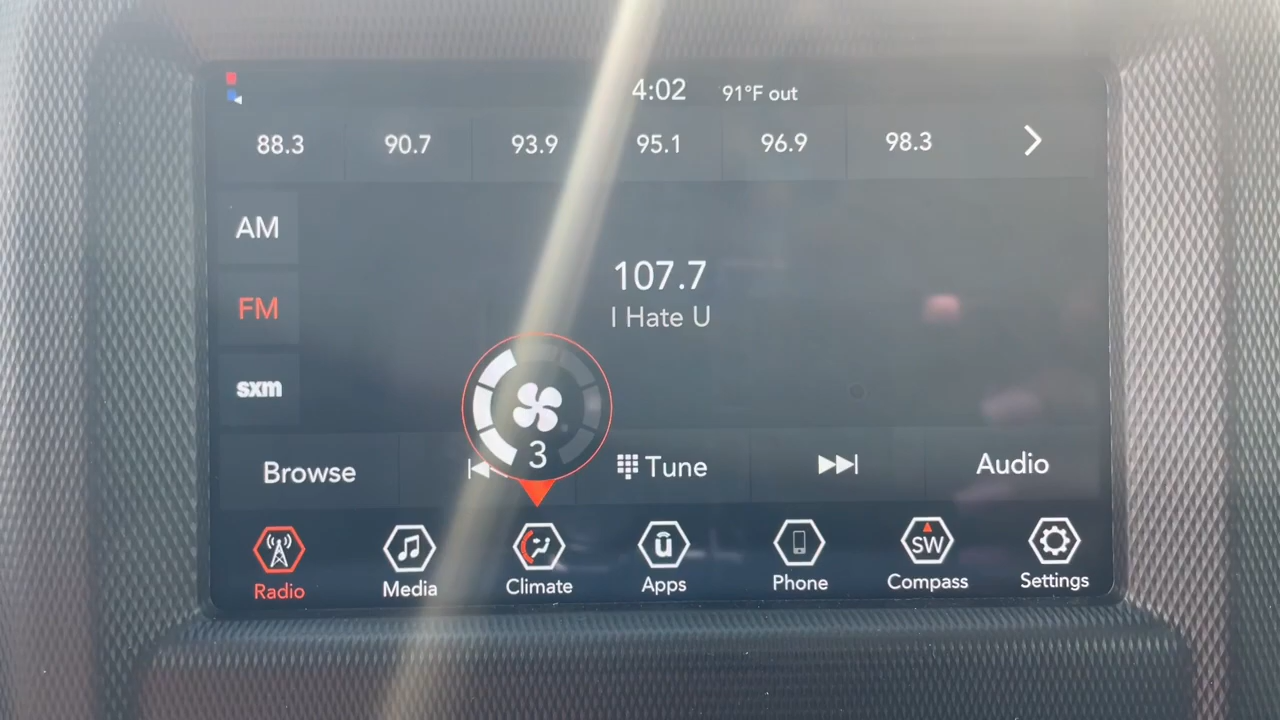 4:02 91°F out
88.3 90.7 93.9 95.1 96.9 98.3
AM
107.7
FM
I Hate U
sxm
3
Browse Tune Audio
SW
Radio Media Climate Apps Phone Compass Settings